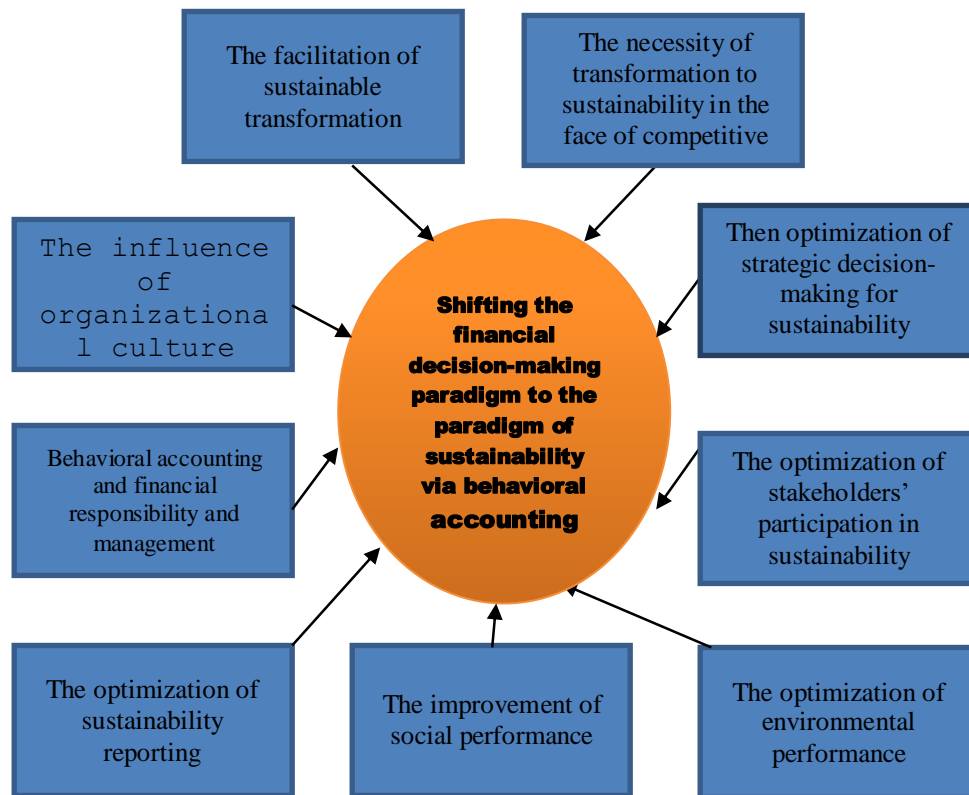 The facilitation of
sustainable
transformation
The necessity of
transformation to
sustainability in the
face of competitive
The influence
of
organizationa
l culture
Shifting the
financial
decision-making
paradigm to the
paradigm of
sustainability
via behavioral
accounting
Then optimization of
strategic decision-
making for
sustainability
Behavioral accounting
and financial
responsibility and
management
The optimization of
stakeholders’
participation in
sustainability
The optimization of
sustainability
reporting
The improvement of
social performance
The optimization of
environmental
performance